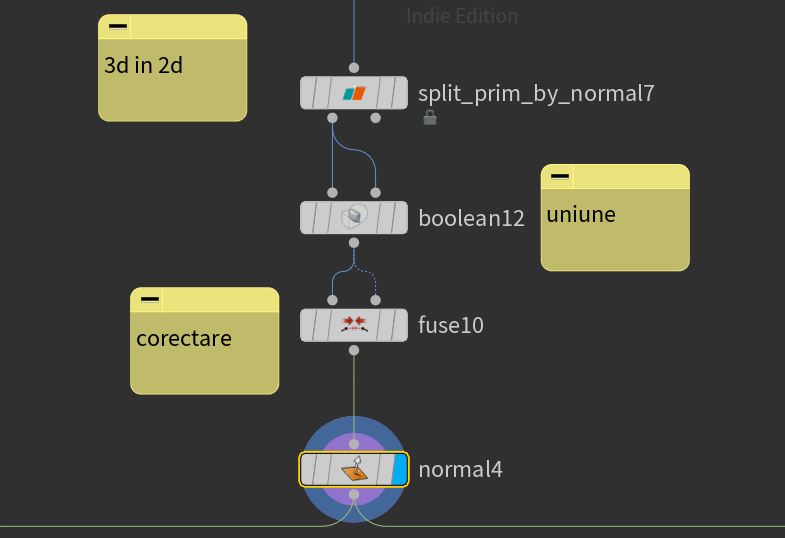 Indie Edition
3d in 2d
split_prim_by_normal7
boolean12
uniune
fuse10
corectare
normal4